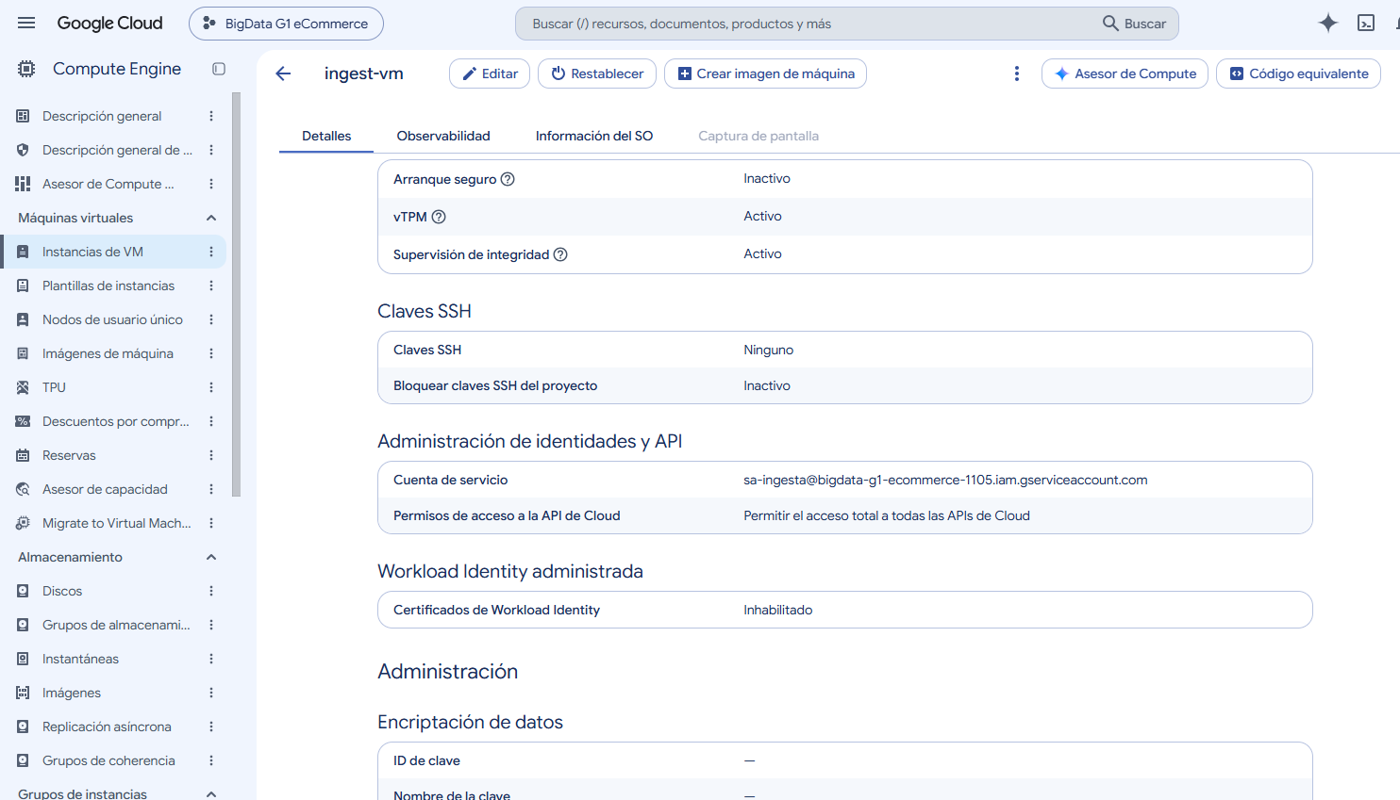 Google Cloud
BigData G1 eCommerce
Buscar (/) recursos, documentos, productos y más
Buscar
Compute Engine
Descripción general
Descripción general de ...
Asesor de Compute ...
Máquinas virtuales
Instancias de VM
Plantillas de instancias
Nodos de usuario único
Imágenes de máquina
TPU
Descuentos por compr...
Reservas
Asesor de capacidad
Migrate to Virtual Mach...
Almacenamiento
Discos
Grupos de almacenami...
Instantáneas
Imágenes
Replicación asíncrona
Grupos de coherencia
Grupos de instancias
ingest-vm
Editar
Restablecer
Crear imagen de máquina
Asesor de Compute
Código equivalente
Detalles
Observabilidad
Información del SO
Captura de pantalla
Arranque seguro Inactivo
vTPM Activo
Supervisión de integridad Activo
Claves SSH
Claves SSH Ninguno
Bloquear claves SSH del proyecto Inactivo
Administración de identidades y API
Cuenta de servicio sa-ingesta@bigdata-g1-ecommerce-1105.iam.gserviceaccount.com
Permisos de acceso a la API de Cloud Permitir el acceso total a todas las APIs de Cloud
Workload Identity administrada
Certificados de Workload Identity Inhabilitado
Administración
Encriptación de datos
ID de clave —
Nombre de la clave —